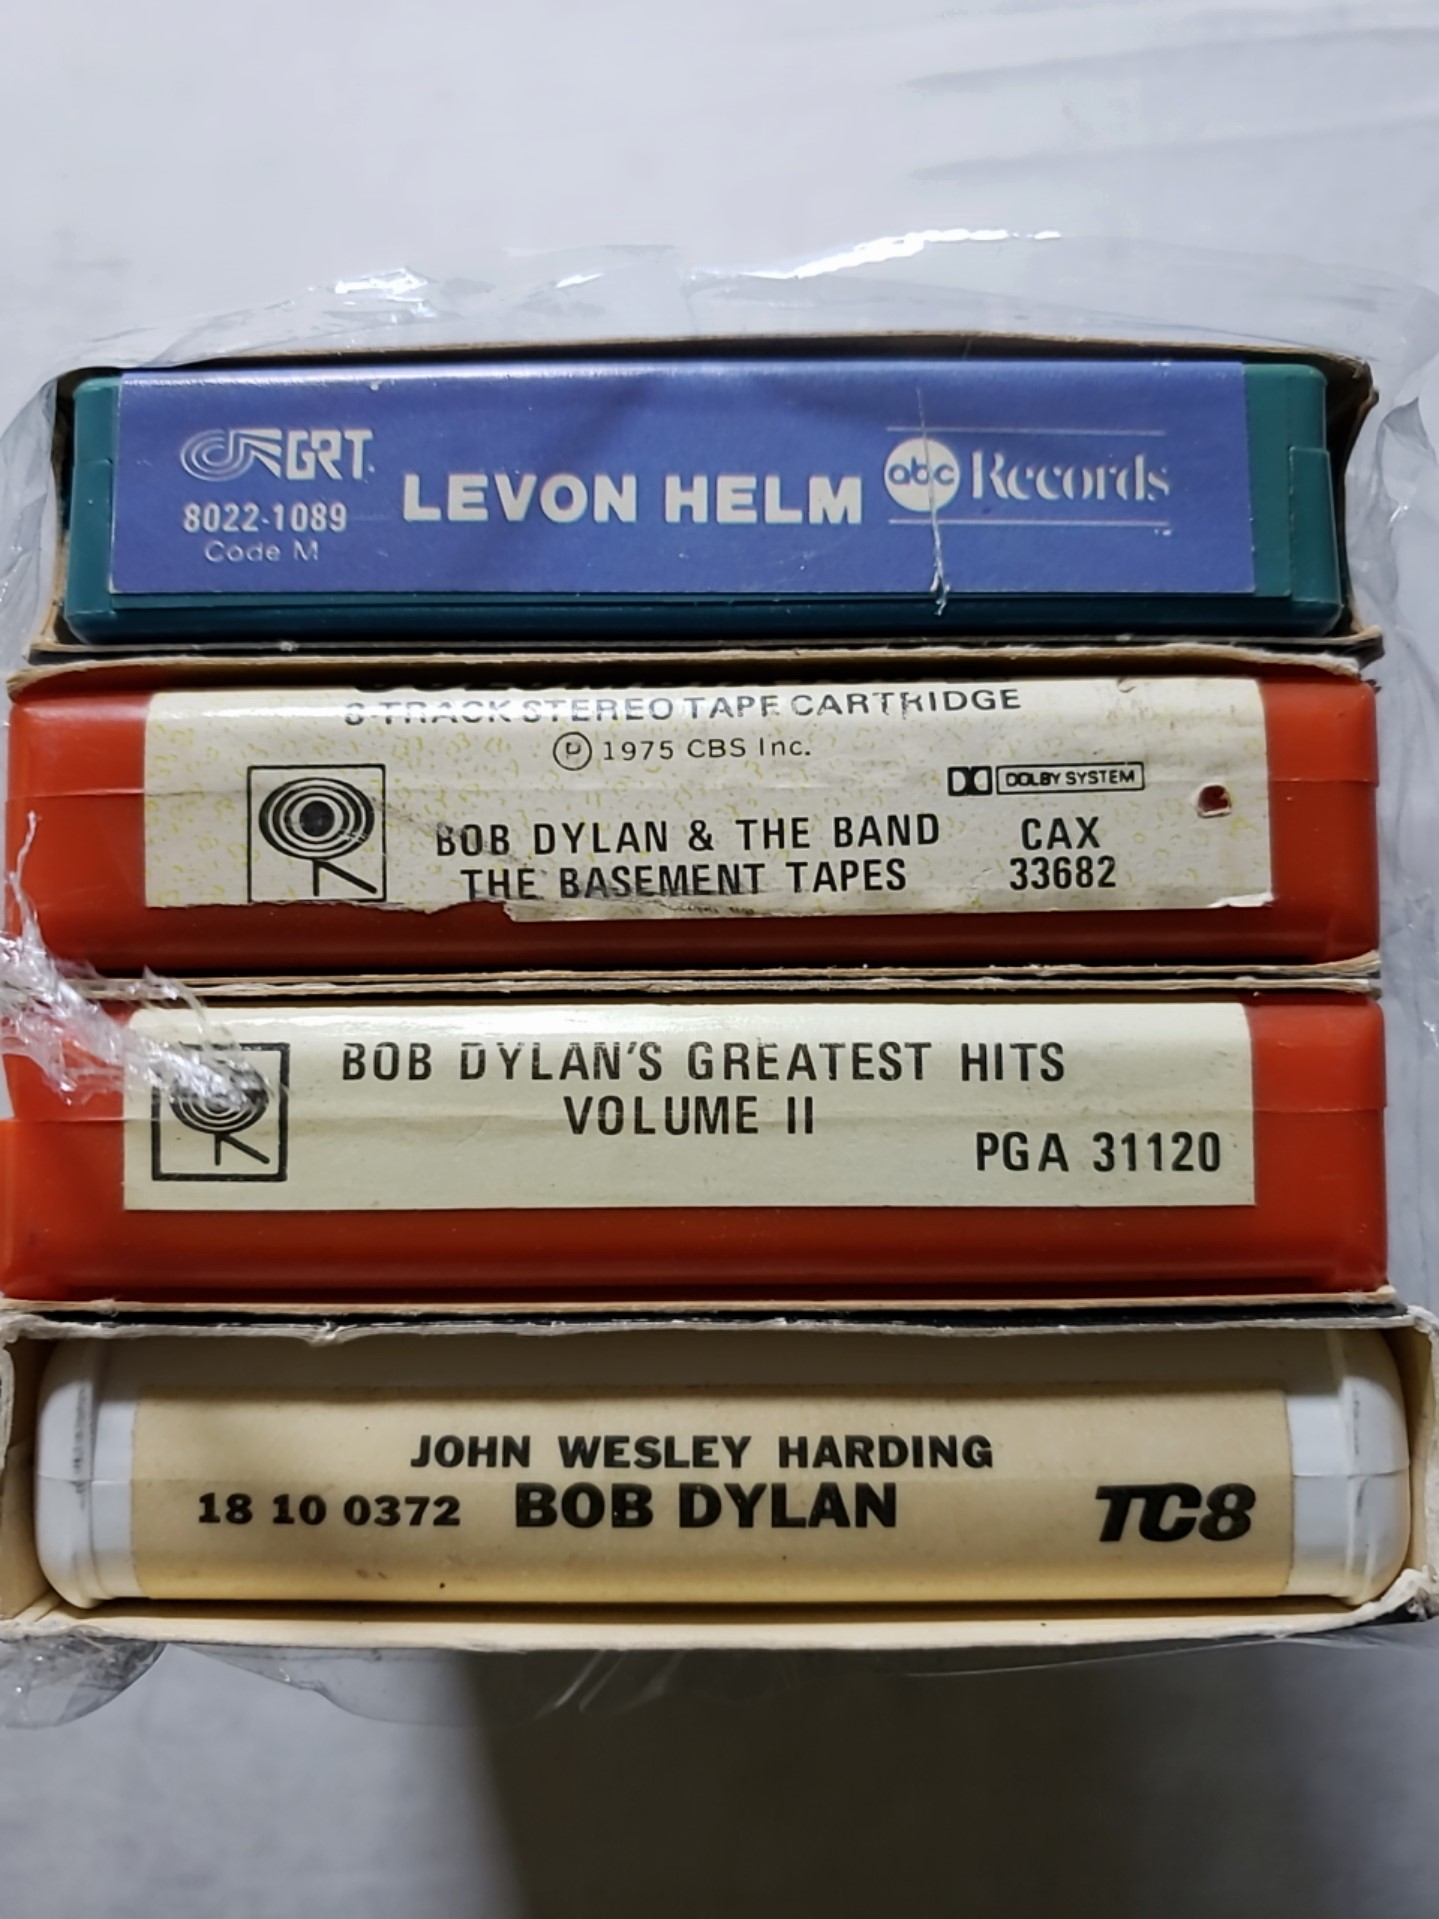 GRT
8022-1089
Code M
LEVON HELM
abc Records
8-TRACK STEREO TAPE CARTRIDGE
Ⓟ 1975 CBS Inc.
DOLBY SYSTEM
BOB DYLAN & THE BAND
THE BASEMENT TAPES
CAX
33682
BOB DYLAN'S GREATEST HITS
VOLUME II
PGA 31120
JOHN WESLEY HARDING
18 10 0372 BOB DYLAN TC8